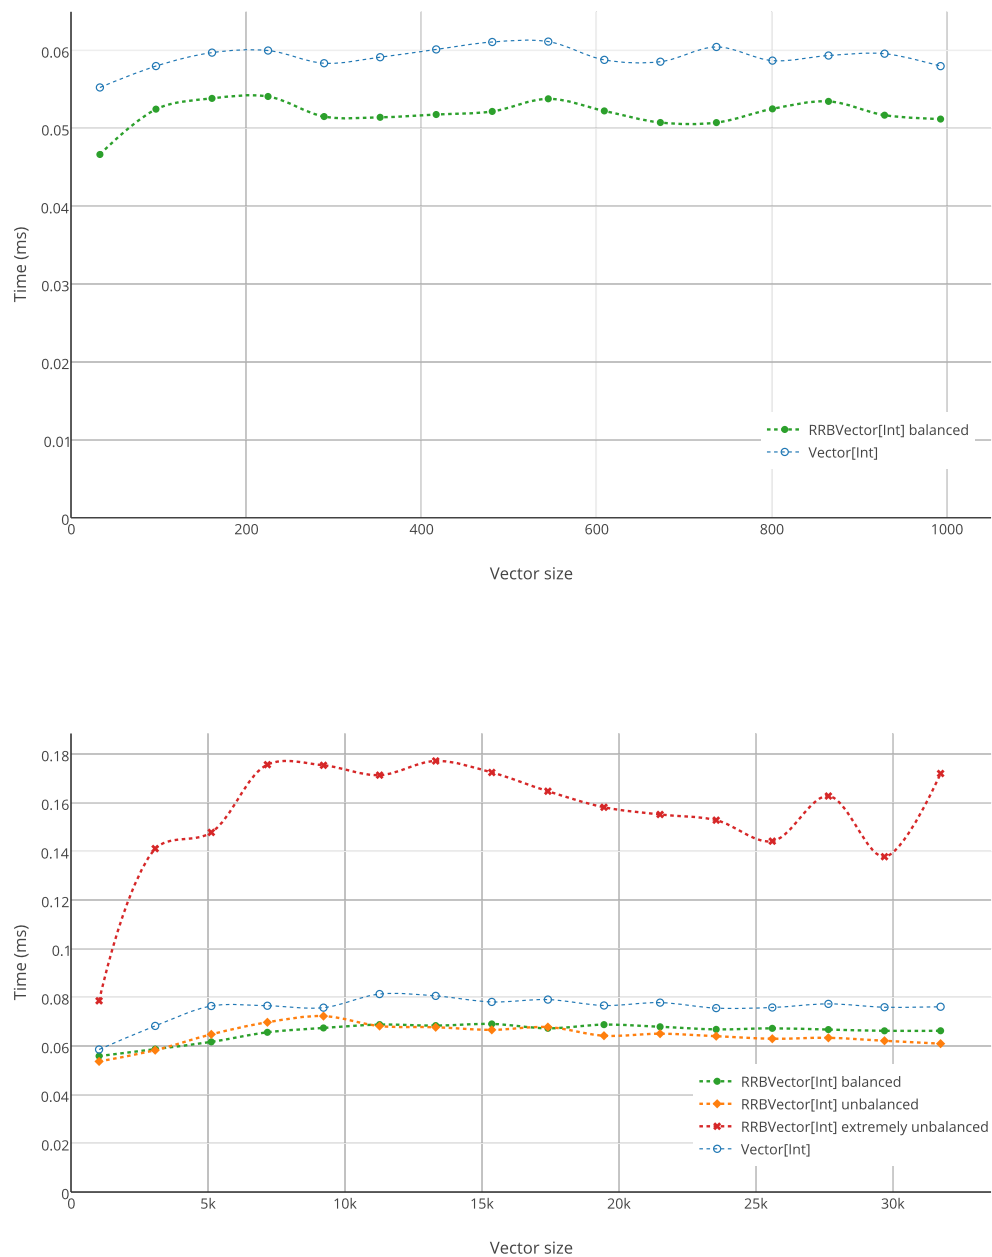 0.06
0.05
0.04
0.03
0.02
0.01
0
Time (ms)
RRBVector[Int] balanced
Vector[Int]
0 200 400 600 800 1000
Vector size
0.18
0.16
0.14
0.12
0.1
0.08
0.06
0.04
0.02
0
Time (ms)
RRBVector[Int] balanced
RRBVector[Int] unbalanced
RRBVector[Int] extremely unbalanced
Vector[Int]
0 5k 10k 15k 20k 25k 30k
Vector size